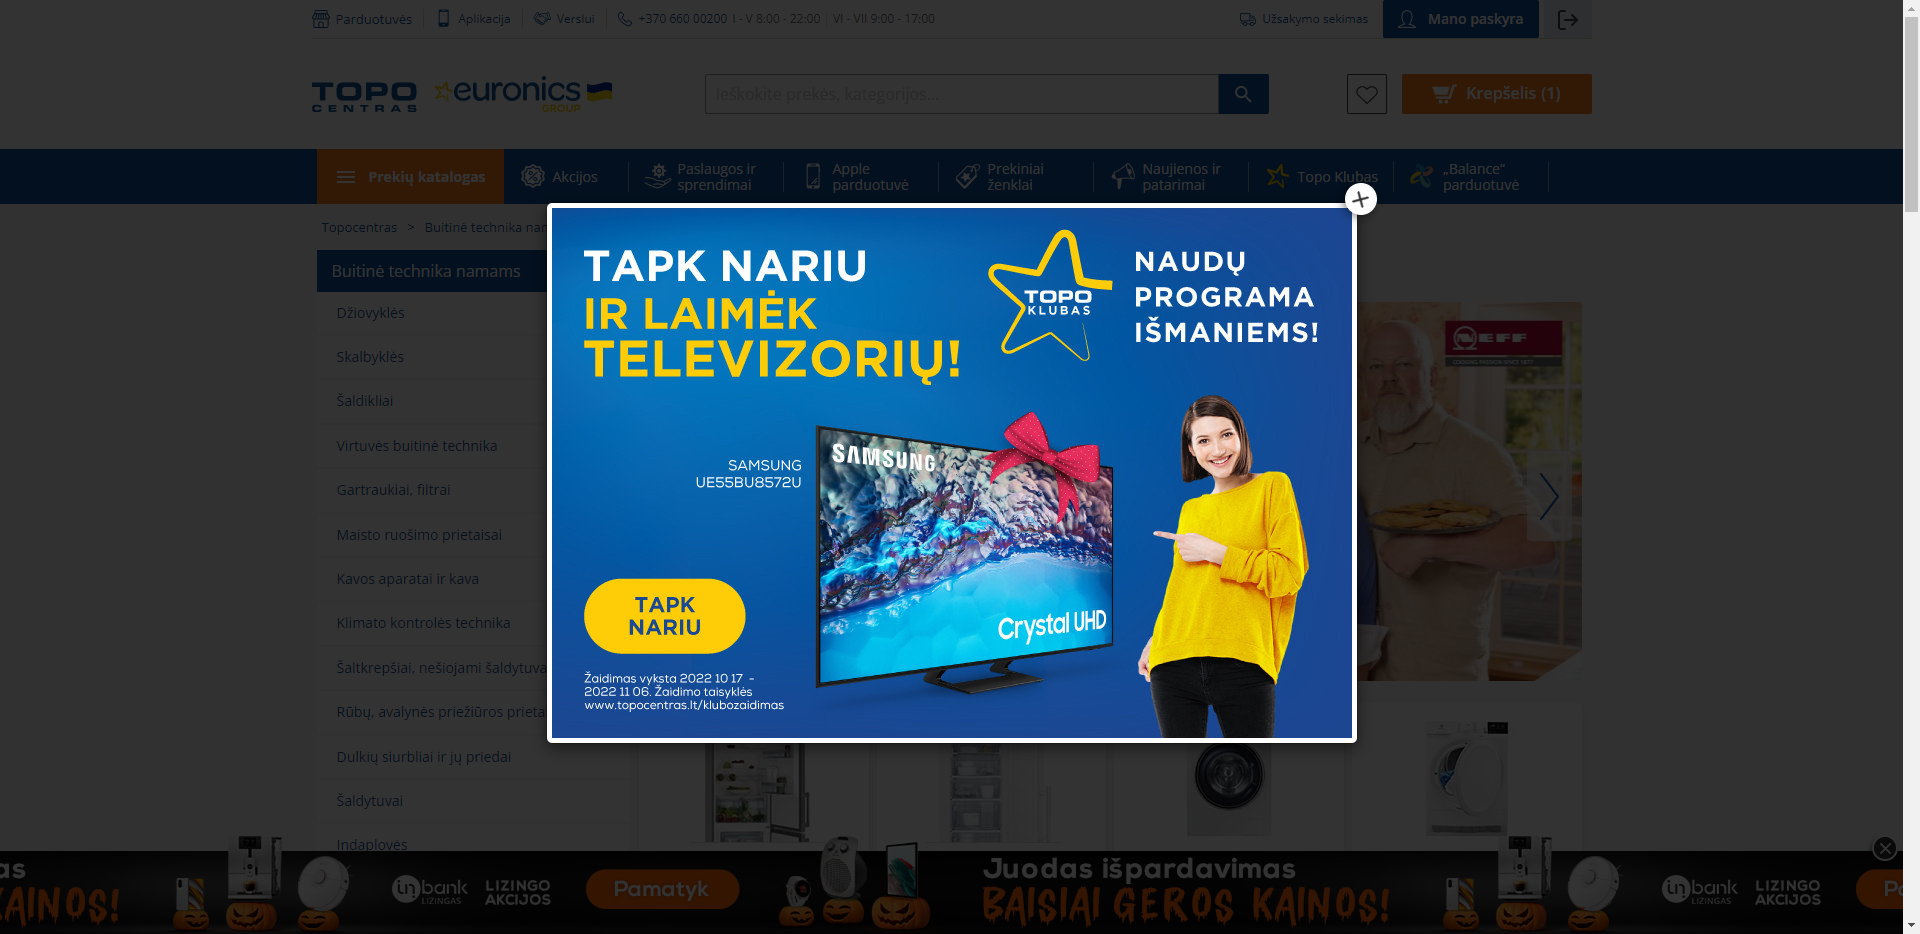 Parduotuvės
Aplikacija
Verslui
+370 660 00200 I - V 8:00 - 22:00 | VI - VII 9:00 - 17:00
Užsakymo sekimas
Mano paskyra
TOPO
CENTRAS
euronics
GROUP
Ieškokite prekės, kategorijos...
Krepšelis (1)
Prekių katalogas
Akcijos
Paslaugos ir
sprendimai
Apple
parduotuvė
Prekiniai
ženklai
Naujienos ir
patarimai
Topo Klubas
„Balance“
parduotuvė
Topocentras > Buitinė technika nam
Buitinė technika namams
Džiovyklės
Skalbyklės
Šaldikliai
Virtuvės buitinė technika
Gartraukiai, filtrai
Maisto ruošimo prietaisai
Kavos aparatai ir kava
Klimato kontrolės technika
Šaltkrepšiai, nešiojami šaldytuva
Rūbų, avalynės priežiūros prieta
Dulkių siurbliai ir jų priedai
Šaldytuvai
Indaplovės
TAPK NARIU
IR LAIMĖK
TELEVIZORIŲ!
TOPO
KLUBAS
NAUDŲ
PROGRAMA
IŠMANIEMS!
SAMSUNG
UE55BU8572U
SAMSUNG
Crystal UHD
TAPK
NARIU
Žaidimas vyksta 2022 10 17 -
2022 11 06. Žaidimo taisyklės
www.topocentras.lt/klubozaidimas
NEFF
COOKING PASSION SINCE 1877
as
KAINOS!
inbank
LIZINGAS
LIZINGO
AKCIJOS
Pamatyk
Juodas išpardavimas
BAISIAI GEROS KAINOS!
inbank
LIZINGAS
LIZINGO
AKCIJOS
Pa